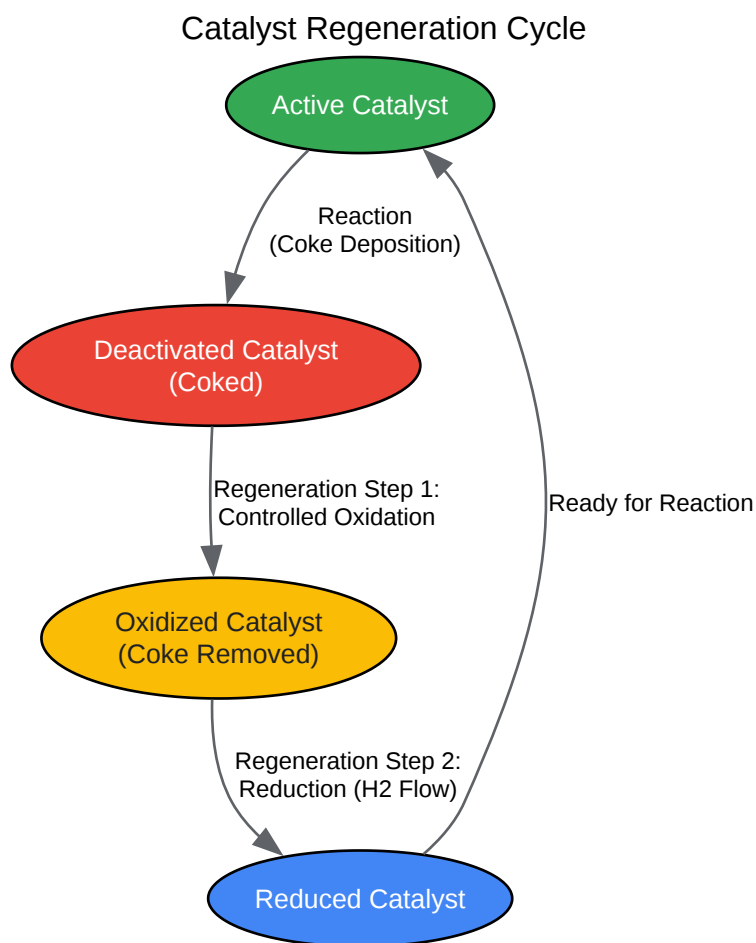 Catalyst Regeneration Cycle
Active Catalyst
Reaction
(Coke Deposition)
Deactivated Catalyst
(Coked)
Regeneration Step 1:
Controlled Oxidation
Ready for Reaction
Oxidized Catalyst
(Coke Removed)
Regeneration Step 2:
Reduction (H2 Flow)
Reduced Catalyst